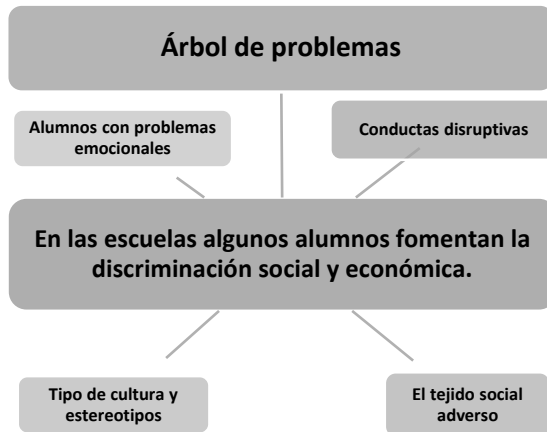 Árbol de problemas
Alumnos con problemas
emocionales
Conductas disruptivas
En las escuelas algunos alumnos fomentan la
discriminación social y económica.
Tipo de cultura y
estereotipos
El tejido social
adverso